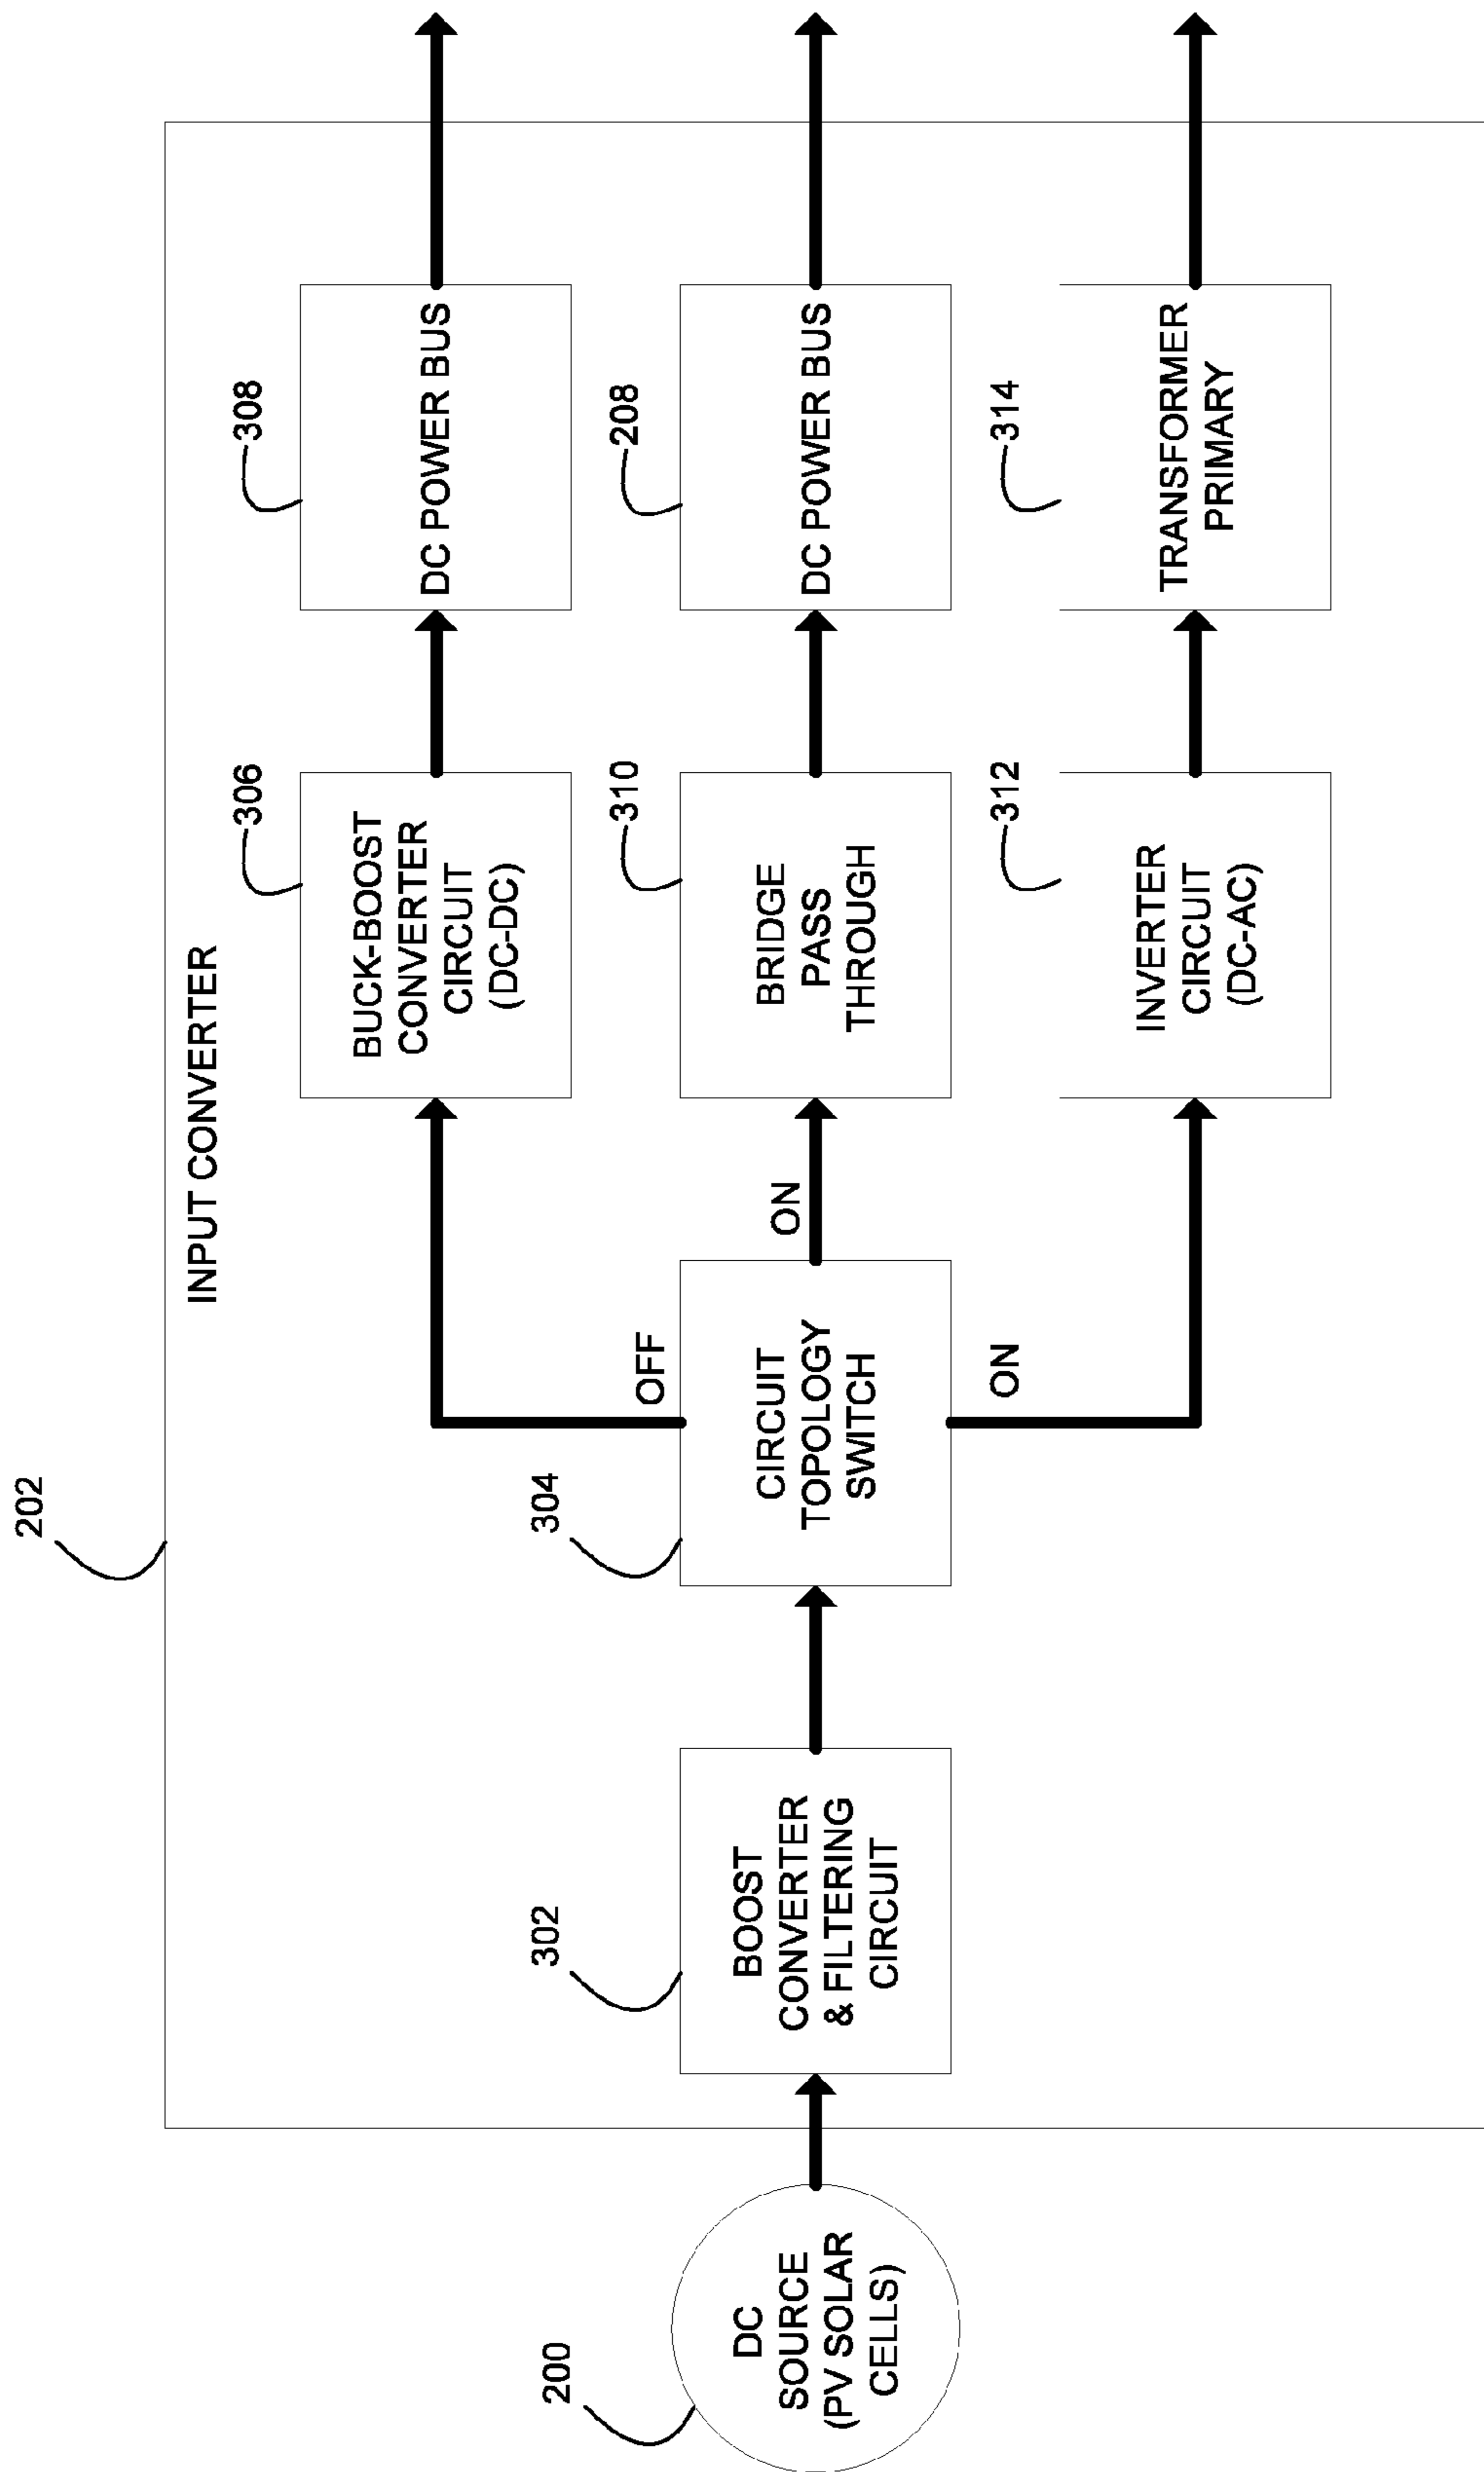 202
INPUT CONVERTER
306
308
BUCK-BOOST
CONVERTER
CIRCUIT
(DC-DC)
DC POWER BUS
OFF
200
302
304
310
208
DC
SOURCE
(PV SOLAR
CELLS)
BOOST
CONVERTER
& FILTERING
CIRCUIT
CIRCUIT
TOPOLOGY
SWITCH
ON
BRIDGE
PASS
THROUGH
DC POWER BUS
ON
312
314
INVERTER
CIRCUIT
(DC-AC)
TRANSFORMER
PRIMARY